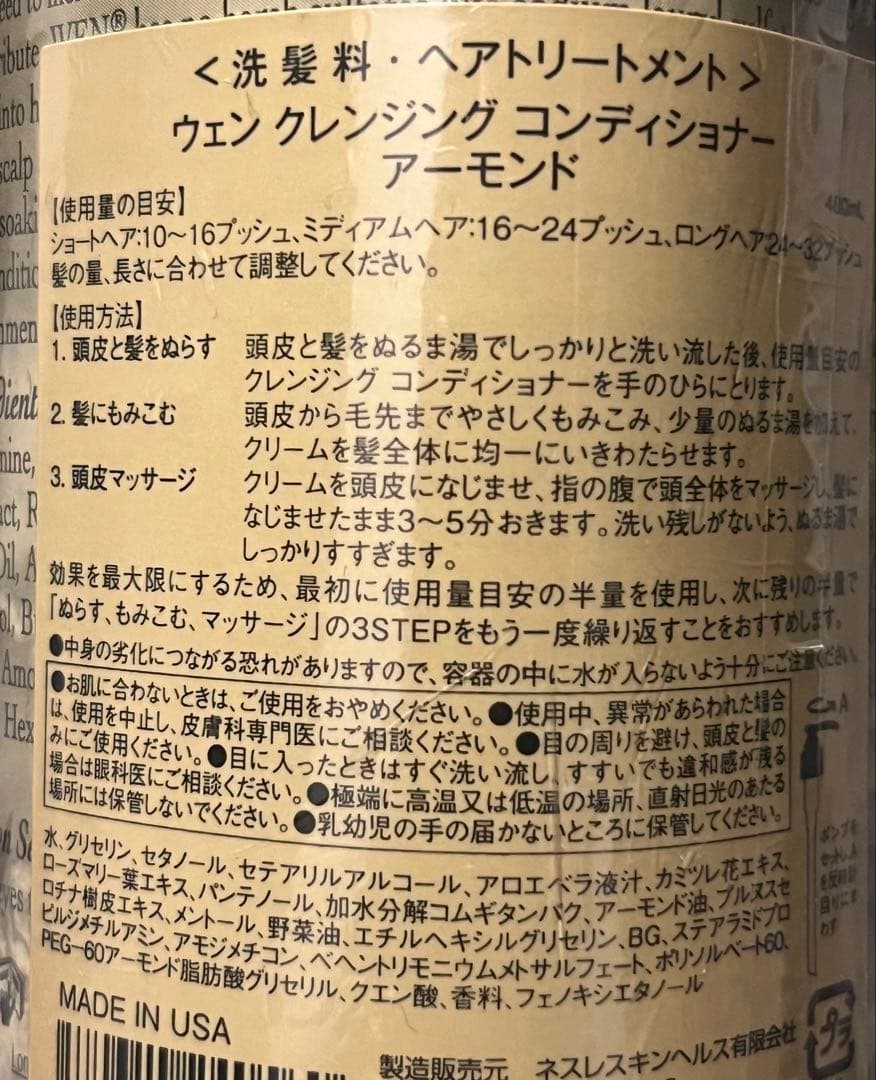 <洗髪料・ヘアトリートメント>
ウェン クレンジング コンディショナー
アーモンド
400mL
【使用量の目安】
ショートヘア:10～16プッシュ、ミディアムヘア:16～24プッシュ、ロングヘア24～32プッシュ
髪の量、長さに合わせて調整してください。
【使用方法】
1. 頭皮と髪をぬらす 頭皮と髪をぬるま湯でしっかりと洗い流した後、使用量目安の
クレンジング コンディショナーを手のひらにとります。
2. 髪にもみこむ 頭皮から毛先までやさしくもみこみ、少量のぬるま湯を加えて、
クリームを髪全体に均一にいきわたらせます。
3. 頭皮マッサージ クリームを頭皮になじませ、指の腹で頭全体をマッサージし、髪に
なじませたまま3～5分おきます。洗い残しがないよう、ぬるま湯で
しっかりすすぎます。
効果を最大限にするため、最初に使用量目安の半量を使用し、次に残りの半量で
「ぬらす、もみこむ、マッサージ」の3STEPをもう一度繰り返すことをおすすめします。
●中身の劣化につながる恐れがありますので、容器の中に水が入らないよう十分にご注意ください。
●お肌に合わないときは、ご使用をおやめください。●使用中、異常があらわれた場合
は、使用を中止し、皮膚科専門医にご相談ください。●目の周りを避け、頭皮と髪の
みにご使用ください。●目に入ったときはすぐ洗い流し、すすいでも違和感が残る
場合は眼科医にご相談ください。●極端に高温又は低温の場所、直射日光のあたる
場所には保管しないでください。●乳幼児の手の届かないところに保管してください。
水、グリセリン、セタノール、セテアリルアルコール、アロエベラ液汁、カミツレ花エキス、
ローズマリー葉エキス、パンテノール、加水分解コムギタンパク、アーモンド油、プルヌスセ
ロチナ樹皮エキス、メントール、野菜油、エチルヘキシルグリセリン、BG、ステアラミドプロ
ピルジメチルアミン、アモジメチコン、ベヘントリモニウムメトサルフェート、ポリソルベート60、
PEG-60アーモンド脂肪酸グリセリル、クエン酸、香料、フェノキシエタノール
MADE IN USA
製造販売元 ネスレスキンヘルス有限会社
A
プラ